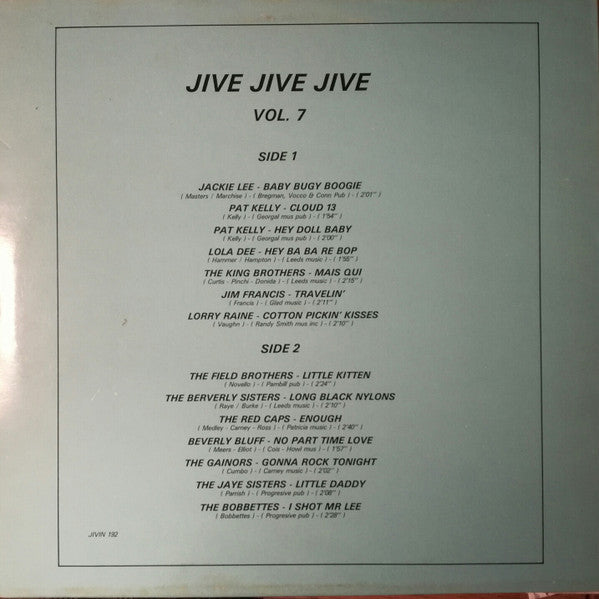 JIVE JIVE JIVE
VOL. 7
SIDE 1
JACKIE LEE - BABY BUGY BOOGIE
( Masters / Marchise ) - ( Bregman, Vocco & Conn Pub ) - ( 2'01'' )
PAT KELLY - CLOUD 13
( Kelly ) - ( Georgal mus pub ) - ( 1'54'' )
PAT KELLY - HEY DOLL BABY
( Kelly ) - ( Georgal mus pub ) - ( 2'00'' )
LOLA DEE - HEY BA BA RE BOP
( Hammer / Hampton ) - ( Leeds music ) - ( 1'55'' )
THE KING BROTHERS - MAIS QUI
( Curtis - Pinchi - Donida ) - ( Leeds music ) - ( 2'15'' )
JIM FRANCIS - TRAVELIN'
( Francis ) - ( Glad music ) - ( 2'11'' )
LORRY RAINE - COTTON PICKIN' KISSES
( Vaughn ) - ( Randy Smith mus inc ) - ( 2'10'' )
SIDE 2
THE FIELD BROTHERS - LITTLE KITTEN
( Novello ) - ( Pambill pub ) - ( 2'24'' )
THE BERVERLY SISTERS - LONG BLACK NYLONS
( Raye / Burke ) - ( Leeds music ) - ( 2'10'' )
THE RED CAPS - ENOUGH
( Medley - Carney - Ross ) - ( Patricia music ) - ( 2'40'' )
BEVERLY BLUFF - NO PART TIME LOVE
( Meers - Elliot ) - ( Cois - Howl mus ) - ( 1'57'' )
THE GAINORS - GONNA ROCK TONIGHT
( Cumbo ) - ( Carney music ) - ( 2'02'' )
THE JAYE SISTERS - LITTLE DADDY
( Parrish ) - ( Progresive pub ) - ( 2'08'' )
THE BOBBETTES - I SHOT MR LEE
( Bobbettes ) - ( Progresive pub ) - ( 2'28'' )
JIVIN 192